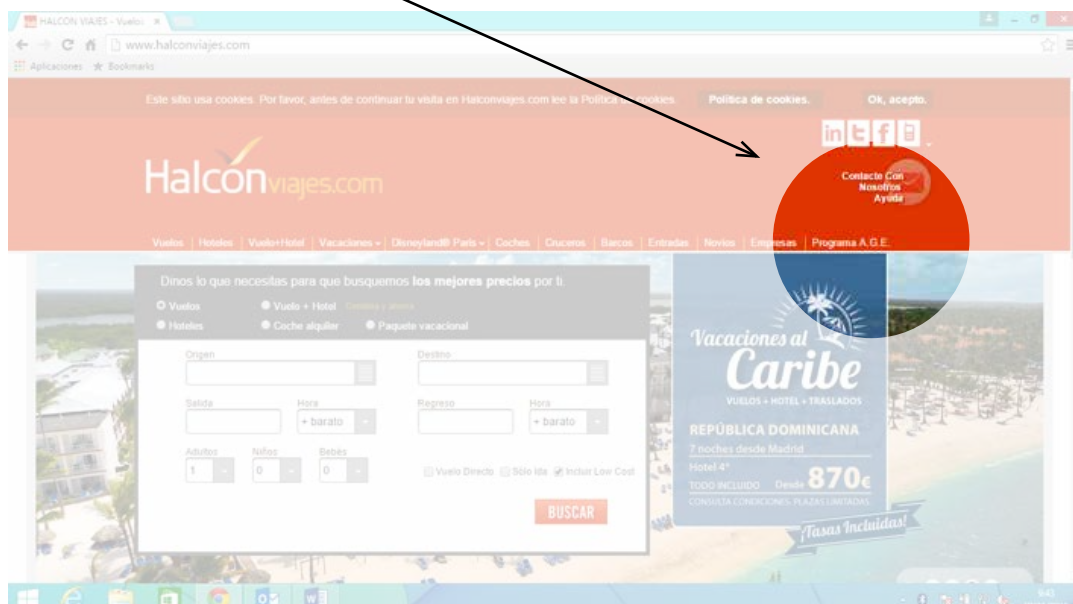 HALCON VIAJES - Vuelos
www.halconviajes.com
Aplicaciones Bookmarks
Este sitio usa cookies. Por favor, antes de continuar tu visita en Halconviajes.com lee la Política de cookies. Política de cookies. Ok, acepto.
Halcónviajes.com
Contacte Con
Nosotros
Ayuda
Vuelos | Hoteles | Vuelo+Hotel | Vacaciones | Disneyland® Paris | Coches | Cruceros | Barcos | Entradas | Novios | Empresas | Programa A.G.E.
Dinos lo que necesitas para que busquemos los mejores precios por ti.
Vuelos Vuelo + Hotel Combina y ahorra
Hoteles Coche alquiler Paquete vacacional
Origen Destino
Salida Hora Regreso Hora
+ barato + barato
Adultos Niños Bebés
1 0 0
Vuelo Directo Sólo Ida Incluir Low Cost
BUSCAR
Vacaciones al
Caribe
VUELOS + HOTEL + TRASLADOS
REPÚBLICA DOMINICANA
7 noches desde Madrid
Hotel 4*
TODO INCLUIDO Desde 870€
CONSULTA CONDICIONES. PLAZAS LIMITADAS
¡Tasas Incluidas!
9:43